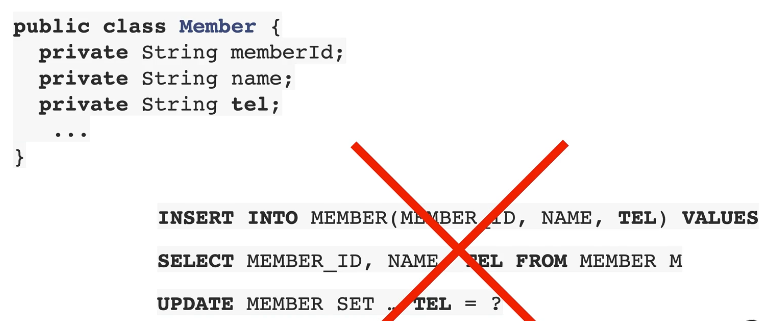 public class Member {
private String memberId;
private String name;
private String tel;
...
}
INSERT INTO MEMBER(MEMBER_ID, NAME, TEL) VALUES
SELECT MEMBER_ID, NAME, TEL FROM MEMBER M
UPDATE MEMBER SET … TEL = ?